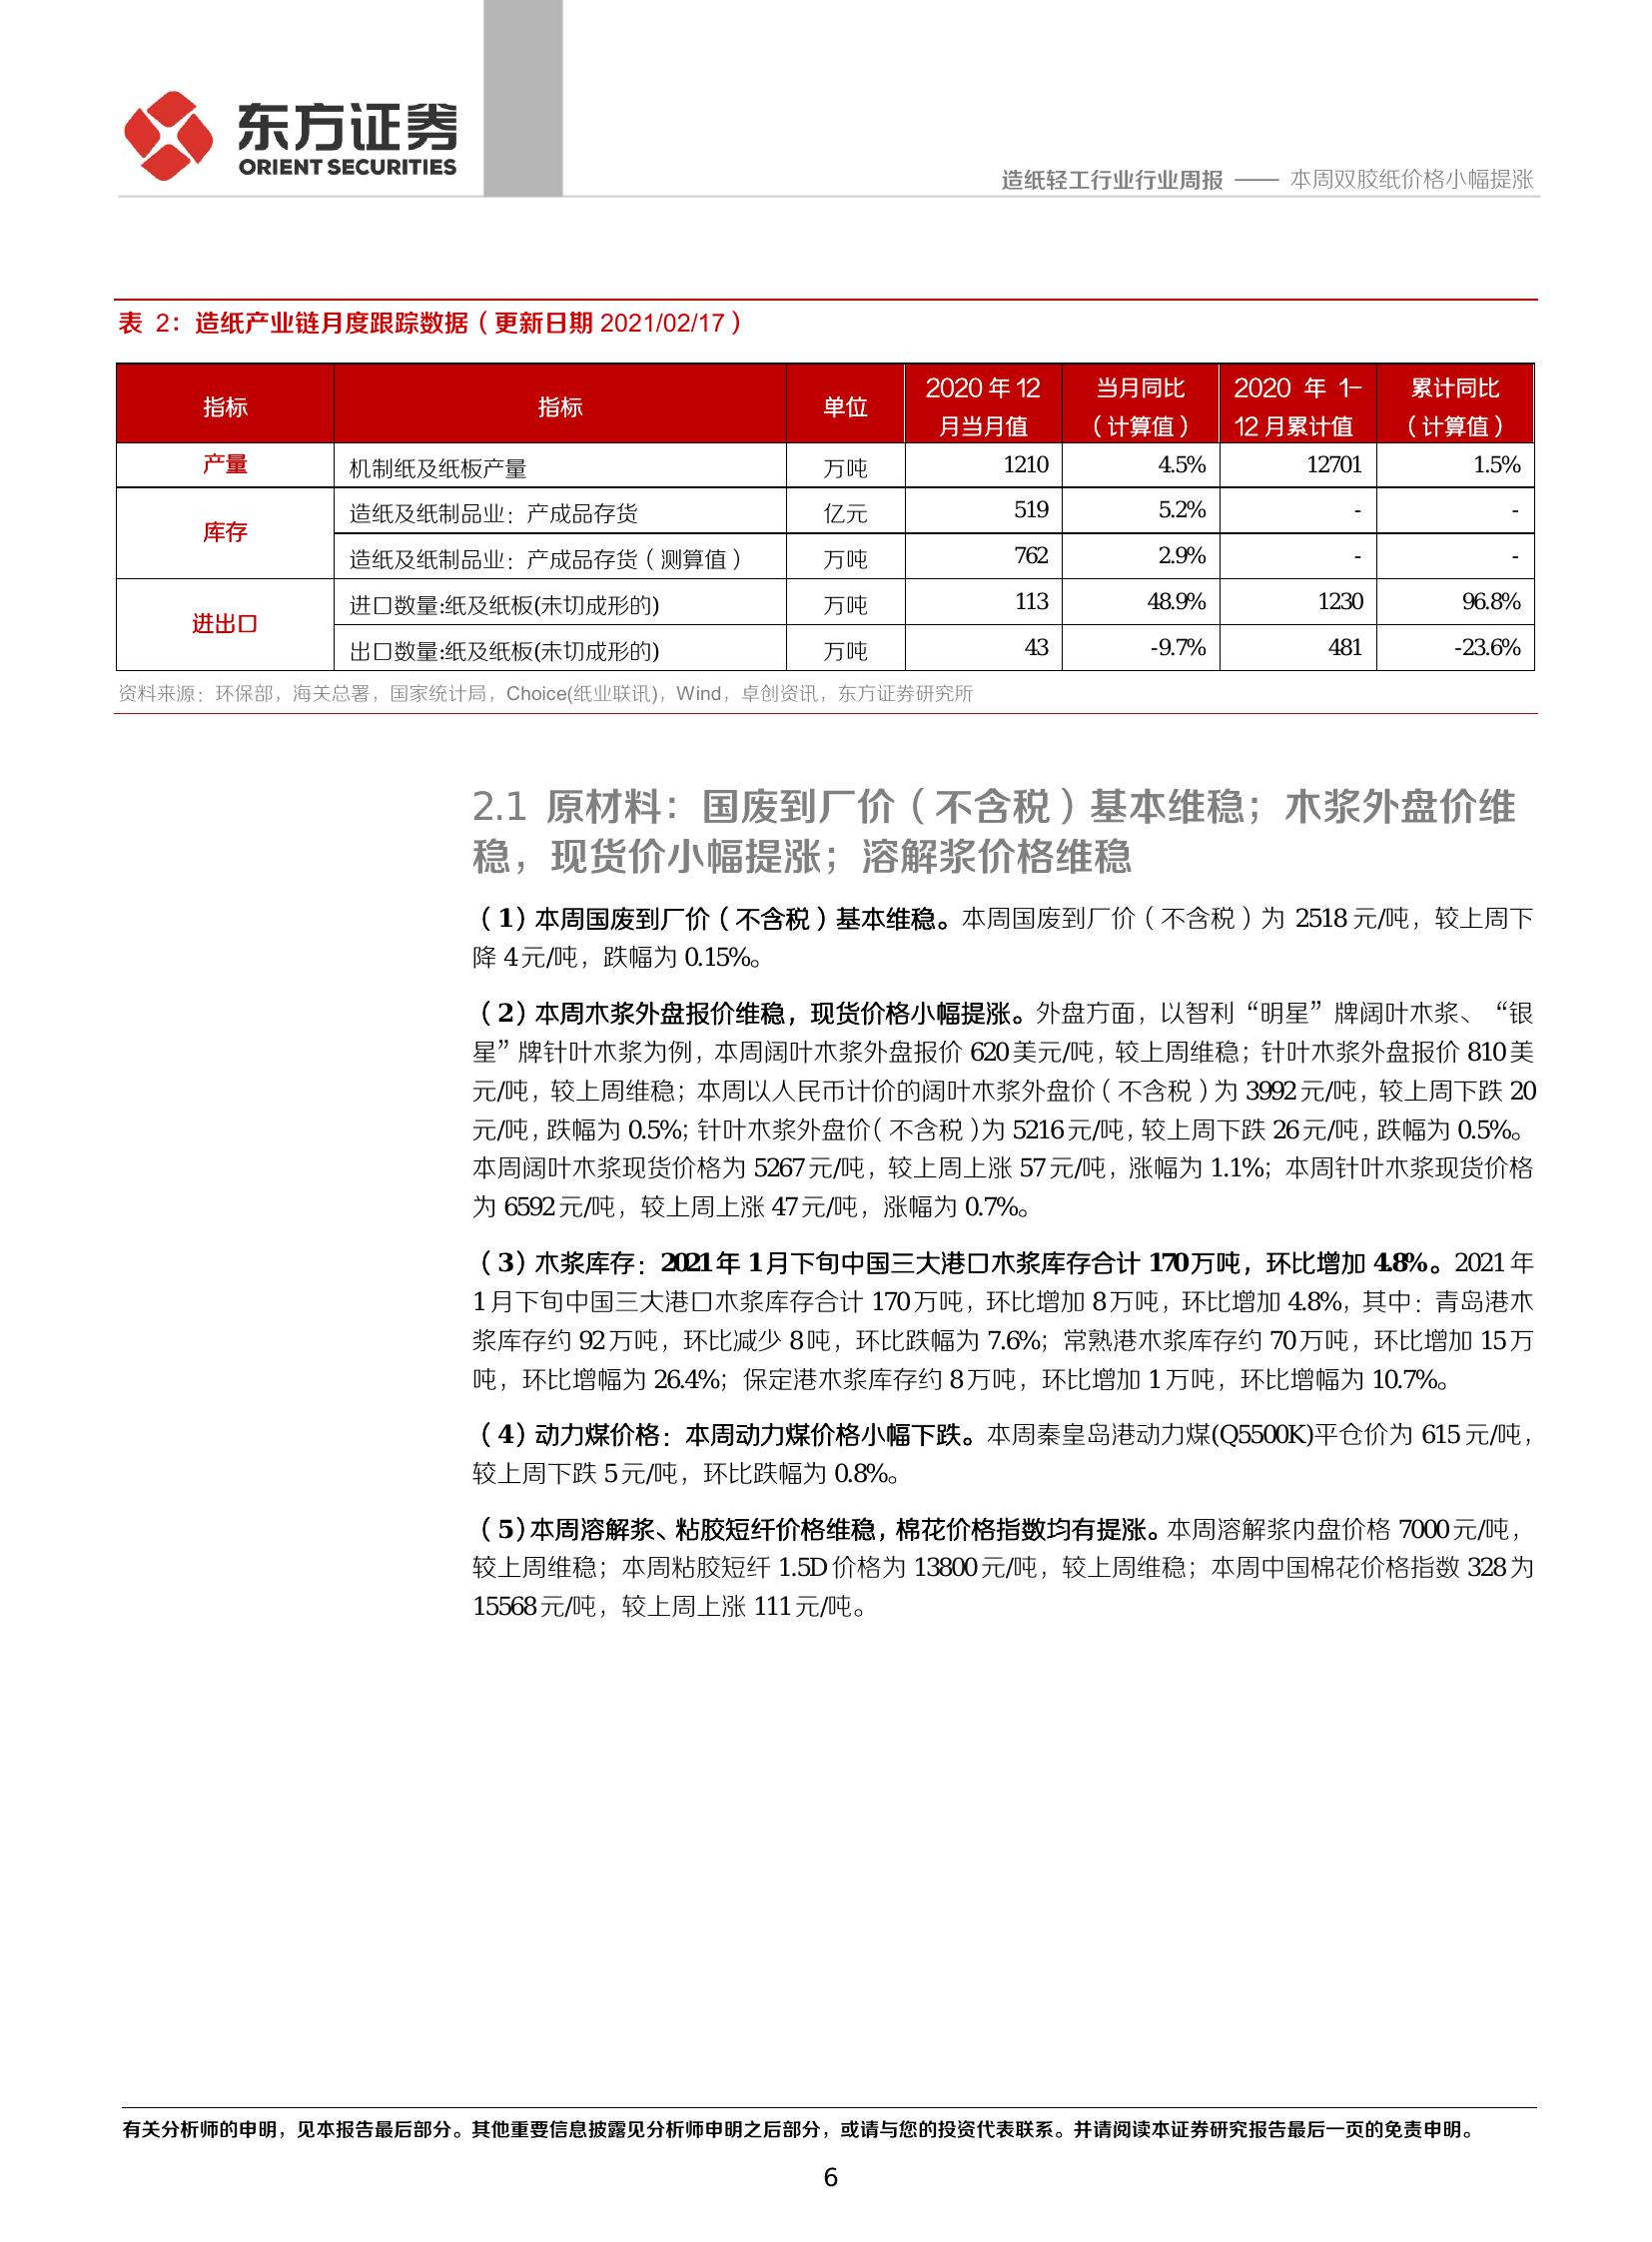 东方证券
ORIENT SECURITIES
造纸轻工行业行业周报 —— 本周双胶纸价格小幅提涨
表 2：造纸产业链月度跟踪数据（更新日期 2021/02/17）
指标 指标 单位 2020 年 12 月当月值 当月同比（计算值） 2020 年 1-12 月累计值 累计同比（计算值）
产量 机制纸及纸板产量 万吨 1210 4.5% 12701 1.5%
库存 造纸及纸制品业：产成品存货 亿元 519 5.2% - -
造纸及纸制品业：产成品存货（测算值） 万吨 762 2.9% - -
进出口 进口数量:纸及纸板(未切成形的) 万吨 113 48.9% 1230 96.8%
出口数量:纸及纸板(未切成形的) 万吨 43 -9.7% 481 -23.6%
资料来源：环保部，海关总署，国家统计局，Choice(纸业联讯)，Wind，卓创资讯，东方证券研究所
2.1 原材料：国废到厂价（不含税）基本维稳；木浆外盘价维
稳，现货价小幅提涨；溶解浆价格维稳
（1）本周国废到厂价（不含税）基本维稳。本周国废到厂价（不含税）为 2518 元/吨，较上周下
降 4 元/吨，跌幅为 0.15%。
（2）本周木浆外盘报价维稳，现货价格小幅提涨。外盘方面，以智利“明星”牌阔叶木浆、“银
星”牌针叶木浆为例，本周阔叶木浆外盘报价 620 美元/吨，较上周维稳；针叶木浆外盘报价 810 美
元/吨，较上周维稳；本周以人民币计价的阔叶木浆外盘价（不含税）为 3992 元/吨，较上周下跌 20
元/吨，跌幅为 0.5%；针叶木浆外盘价（不含税）为 5216 元/吨，较上周下跌 26 元/吨，跌幅为 0.5%。
本周阔叶木浆现货价格为 5267 元/吨，较上周上涨 57 元/吨，涨幅为 1.1%；本周针叶木浆现货价格
为 6592 元/吨，较上周上涨 47 元/吨，涨幅为 0.7%。
（3）木浆库存：2021 年 1 月下旬中国三大港口木浆库存合计 170 万吨，环比增加 4.8%。2021 年
1 月下旬中国三大港口木浆库存合计 170 万吨，环比增加 8 万吨，环比增加 4.8%，其中：青岛港木
浆库存约 92 万吨，环比减少 8 吨，环比跌幅为 7.6%；常熟港木浆库存约 70 万吨，环比增加 15 万
吨，环比增幅为 26.4%；保定港木浆库存约 8 万吨，环比增加 1 万吨，环比增幅为 10.7%。
（4）动力煤价格：本周动力煤价格小幅下跌。本周秦皇岛港动力煤(Q5500K)平仓价为 615 元/吨，
较上周下跌 5 元/吨，环比跌幅为 0.8%。
（5）本周溶解浆、粘胶短纤价格维稳，棉花价格指数均有提涨。本周溶解浆内盘价格 7000 元/吨，
较上周维稳；本周粘胶短纤 1.5D 价格为 13800 元/吨，较上周维稳；本周中国棉花价格指数 328 为
15568 元/吨，较上周上涨 111 元/吨。
有关分析师的申明，见本报告最后部分。其他重要信息披露见分析师申明之后部分，或请与您的投资代表联系。并请阅读本证券研究报告最后一页的免责申明。
6